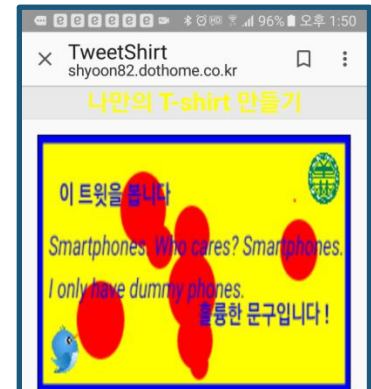 96% 오후 1:50
TweetShirt
shyoon82.dothome.co.kr
나만의 T-shirt 만들기
이 트윗을 봅니다
Smartphones. Who cares? Smartphones.
I only have dummy phones.
훌륭한 문구입니다 !